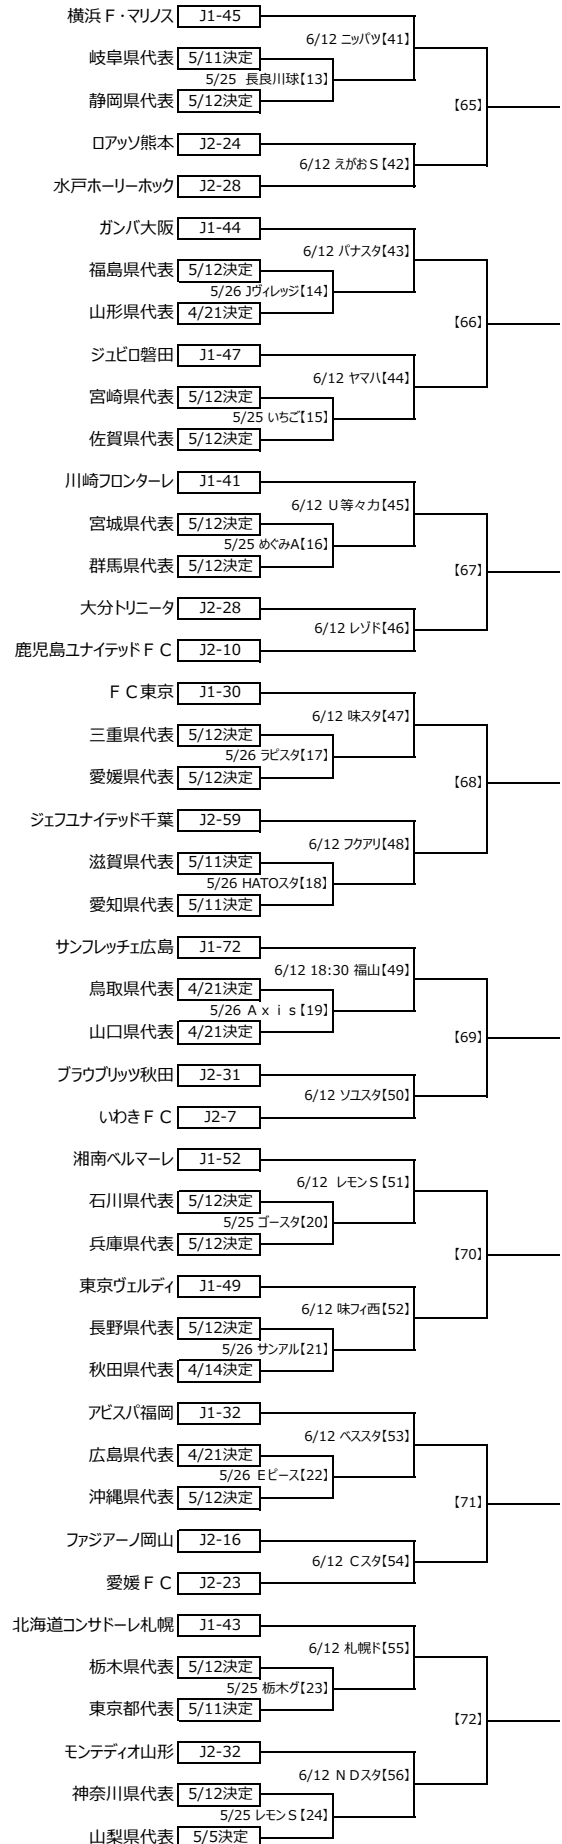 横浜Ｆ・マリノス J1-45
6/12 ニッパツ【41】
岐阜県代表 5/11決定
5/25 長良川球【13】
静岡県代表 5/12決定
【65】
ロアッソ熊本 J2-24
6/12 えがおＳ【42】
水戸ホーリーホック J2-28
ガンバ大阪 J1-44
6/12 パナスタ【43】
福島県代表 5/12決定
5/26 Jヴィレッジ【14】
山形県代表 4/21決定
【66】
ジュビロ磐田 J1-47
6/12 ヤマハ【44】
宮崎県代表 5/12決定
5/25 いちご【15】
佐賀県代表 5/12決定
川崎フロンターレ J1-41
6/12 Ｕ等々力【45】
宮城県代表 5/12決定
5/25 めぐみA【16】
群馬県代表 5/12決定
【67】
大分トリニータ J2-28
6/12 レゾド【46】
鹿児島ユナイテッドＦＣ J2-10
ＦＣ東京 J1-30
6/12 味スタ【47】
三重県代表 5/12決定
5/26 ラピスタ【17】
愛媛県代表 5/12決定
【68】
ジェフユナイテッド千葉 J2-59
6/12 フクアリ【48】
滋賀県代表 5/11決定
5/26 HATOスタ【18】
愛知県代表 5/11決定
サンフレッチェ広島 J1-72
6/12 18:30 福山【49】
鳥取県代表 4/21決定
5/26 Ａｘｉｓ【19】
山口県代表 4/21決定
【69】
ブラウブリッツ秋田 J2-31
6/12 ソユスタ【50】
いわきＦＣ J2-7
湘南ベルマーレ J1-52
6/12 レモンＳ【51】
石川県代表 5/12決定
5/25 ゴースタ【20】
兵庫県代表 5/12決定
【70】
東京ヴェルディ J1-49
6/12 味フィ西【52】
長野県代表 5/12決定
5/26 サンアル【21】
秋田県代表 4/14決定
アビスパ福岡 J1-32
6/12 ベススタ【53】
広島県代表 4/21決定
5/26 Ｅピース【22】
沖縄県代表 5/12決定
【71】
ファジアーノ岡山 J2-16
6/12 Ｃスタ【54】
愛媛ＦＣ J2-23
北海道コンサドーレ札幌 J1-43
6/12 札幌ド【55】
栃木県代表 5/12決定
5/25 栃木グ【23】
東京都代表 5/11決定
【72】
モンテディオ山形 J2-32
6/12 ＮＤスタ【56】
神奈川県代表 5/12決定
5/25 レモンＳ【24】
山梨県代表 5/5決定